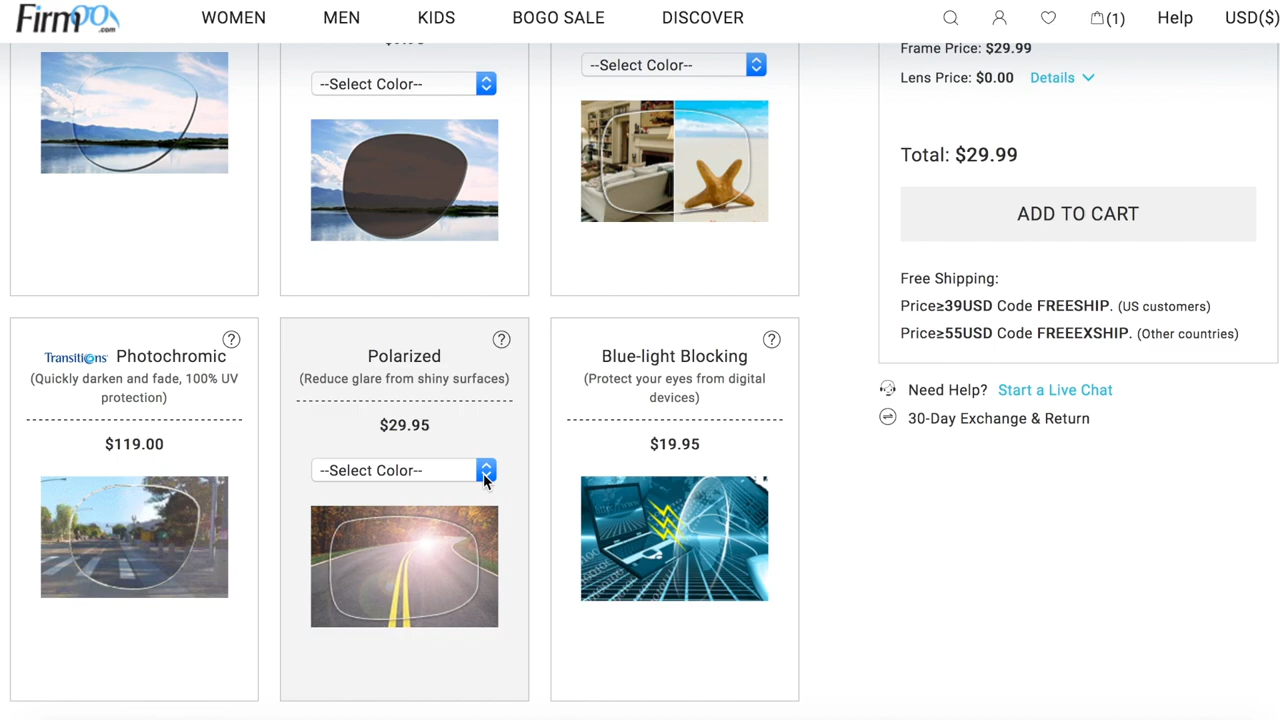 Firmoo.com WOMEN MEN KIDS BOGO SALE DISCOVER (1) Help USD($)
--Select Color--
--Select Color--
Frame Price: $29.99
Lens Price: $0.00 Details
Total: $29.99
ADD TO CART
Free Shipping:
Price≥39USD Code FREESHIP. (US customers)
Price≥55USD Code FREEEXSHIP. (Other countries)
Need Help? Start a Live Chat
30-Day Exchange & Return
?
Transitions Photochromic
(Quickly darken and fade, 100% UV
protection)
$119.00
?
Polarized
(Reduce glare from shiny surfaces)
$29.95
--Select Color--
?
Blue-light Blocking
(Protect your eyes from digital
devices)
$19.95